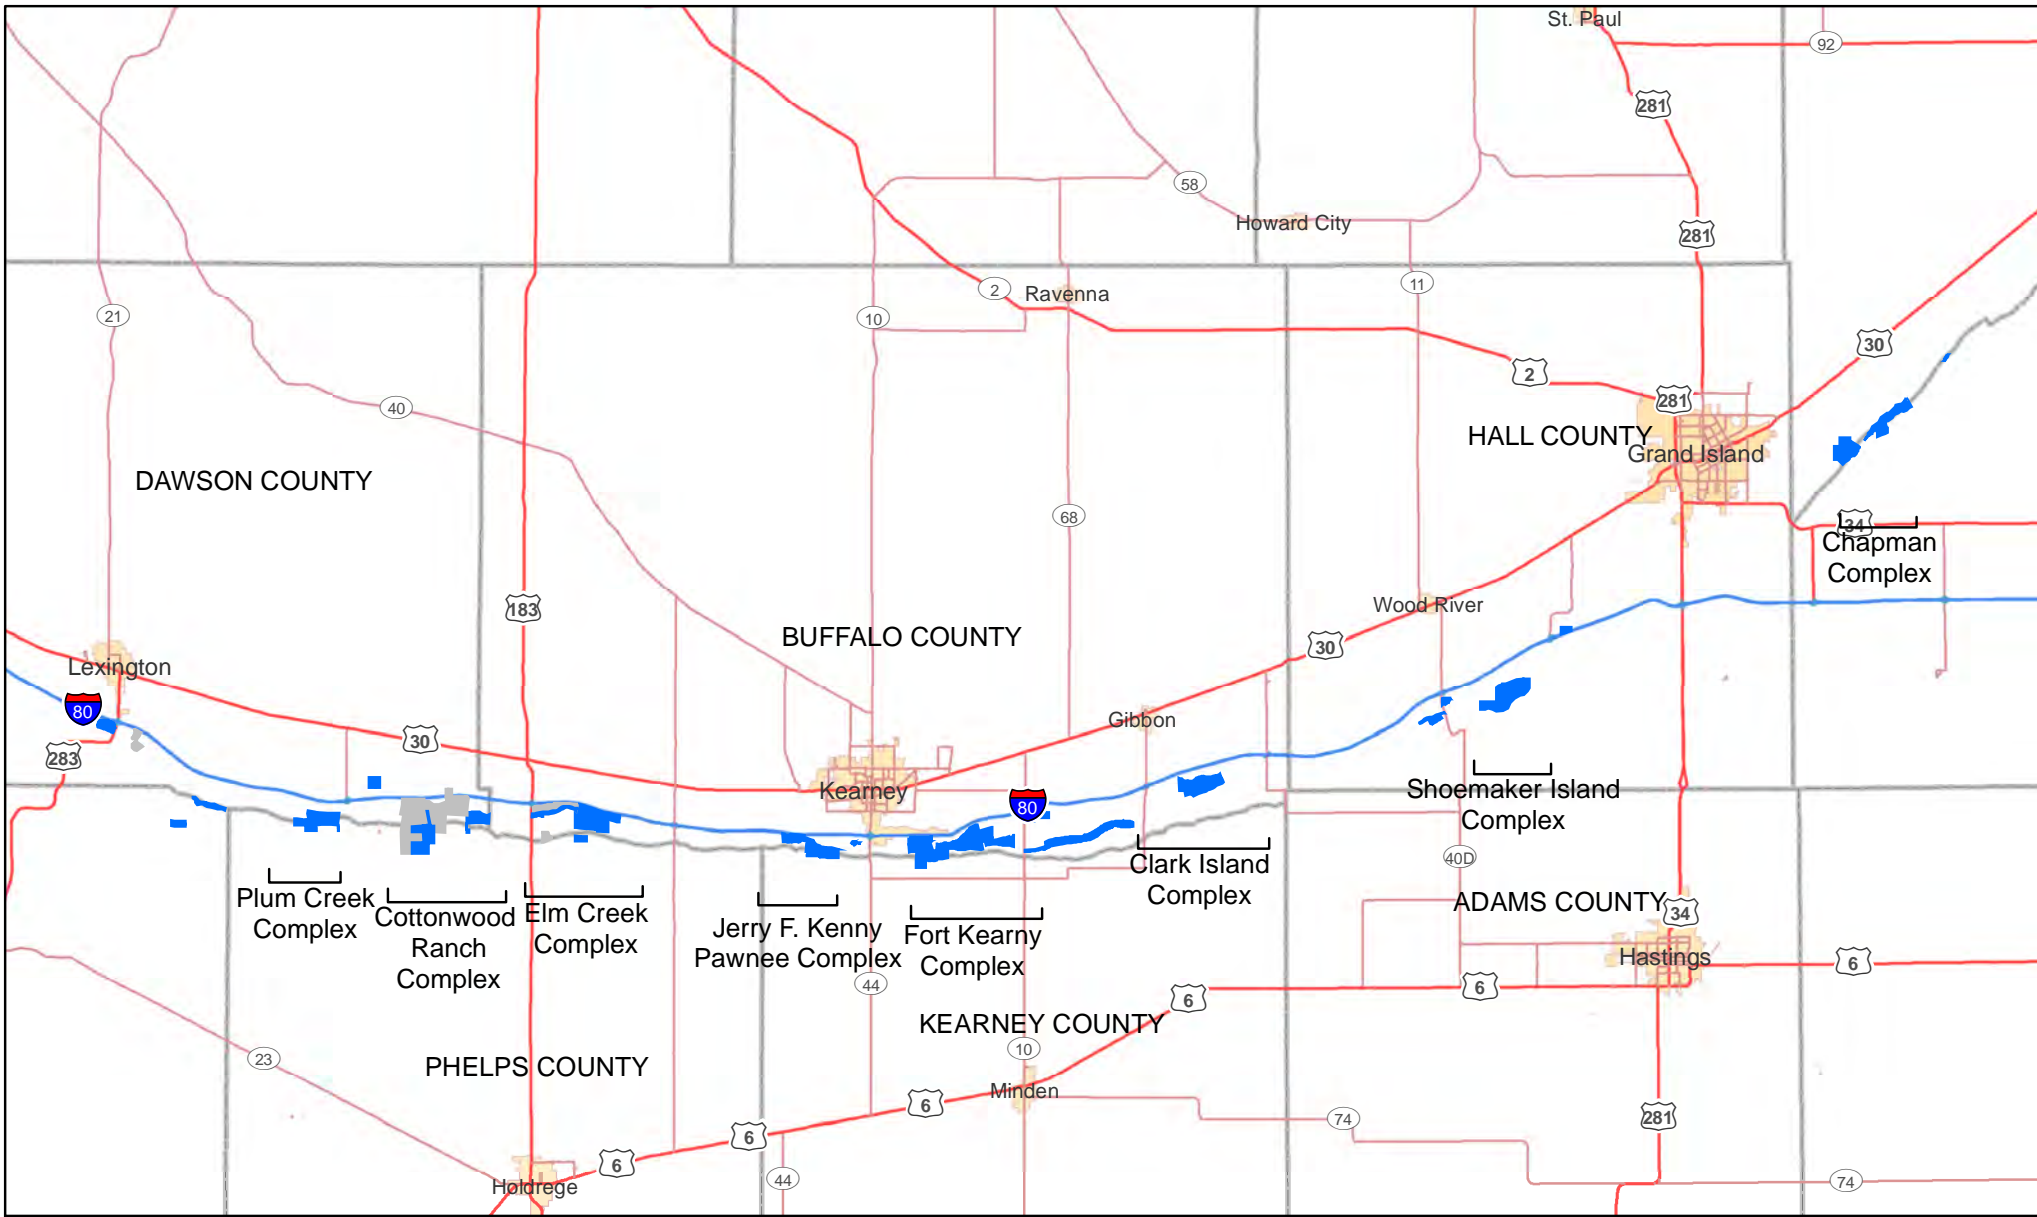 St. Paul
92
281
58
Howard City
281
2
Ravenna
11
21
10
30
2
281
40
HALL COUNTY
Grand Island
DAWSON COUNTY
68
34
Chapman
Complex
183
Wood River
BUFFALO COUNTY
30
Lexington
80
Gibbon
30
283
Kearney
80
Shoemaker Island
Complex
40D
Clark Island
Complex
Plum Creek
Complex
Cottonwood
Ranch
Complex
Elm Creek
Complex
Jerry F. Kenny
Pawnee Complex
Fort Kearny
Complex
ADAMS COUNTY
34
Hastings
6
44
6
6
KEARNEY COUNTY
10
23
PHELPS COUNTY
Minden
6
74
281
6
6
44
74
Holdrege